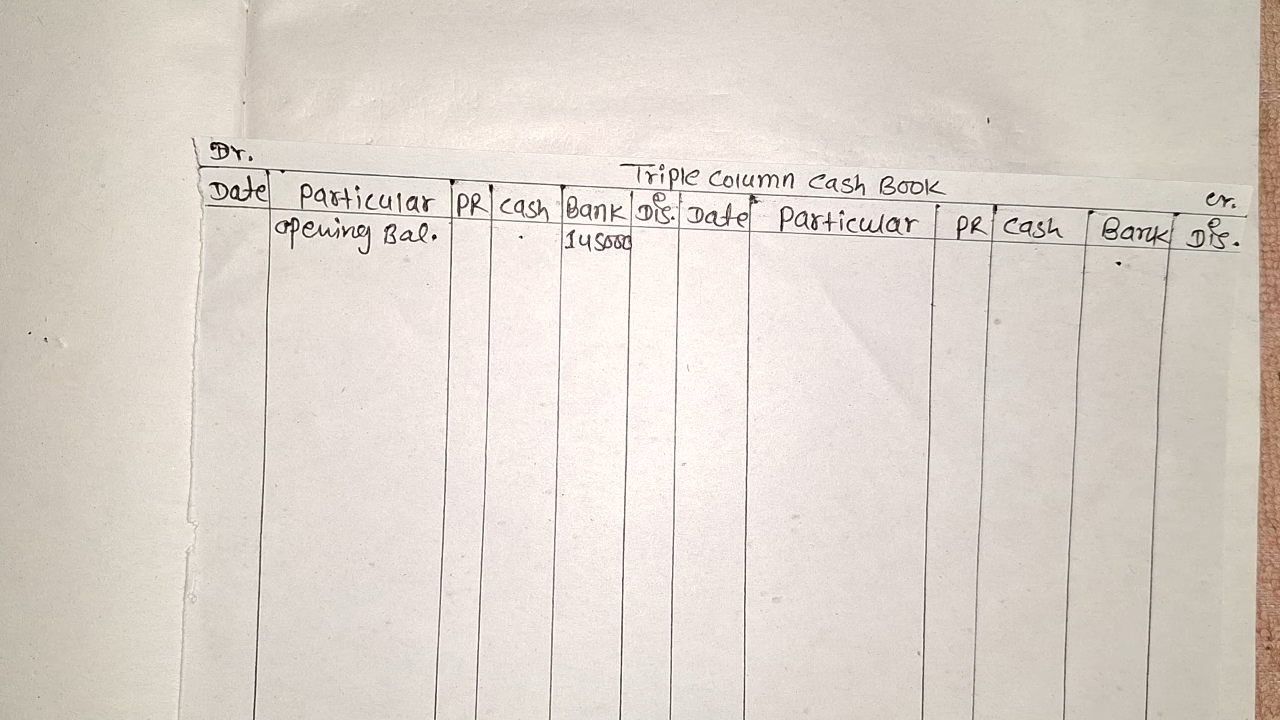 Dr.
Triple Column Cash Book
Cr.
Date Particular PR Cash Bank Dis. Date Particular PR Cash Bank Dis.
Opening Bal. 145000